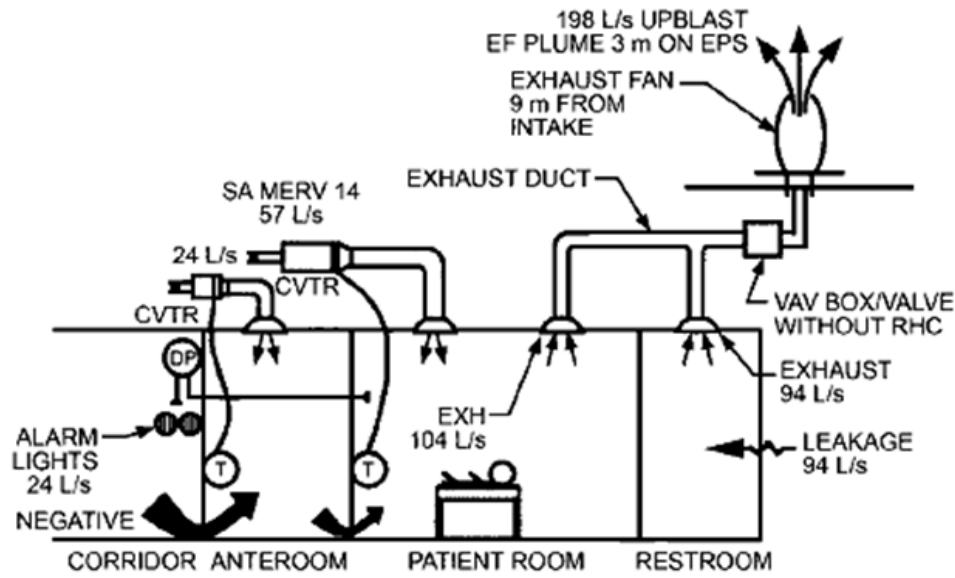 198 L/s UPBLAST
EF PLUME 3 m ON EPS
EXHAUST FAN
9 m FROM
INTAKE
EXHAUST DUCT
SA MERV 14
57 L/s
24 L/s
CVTR
CVTR
VAV BOX/VALVE
WITHOUT RHC
DP
EXHAUST
94 L/s
EXH
104 L/s
ALARM
LIGHTS
24 L/s
T
T
LEAKAGE
94 L/s
NEGATIVE
CORRIDOR ANTEROOM PATIENT ROOM RESTROOM